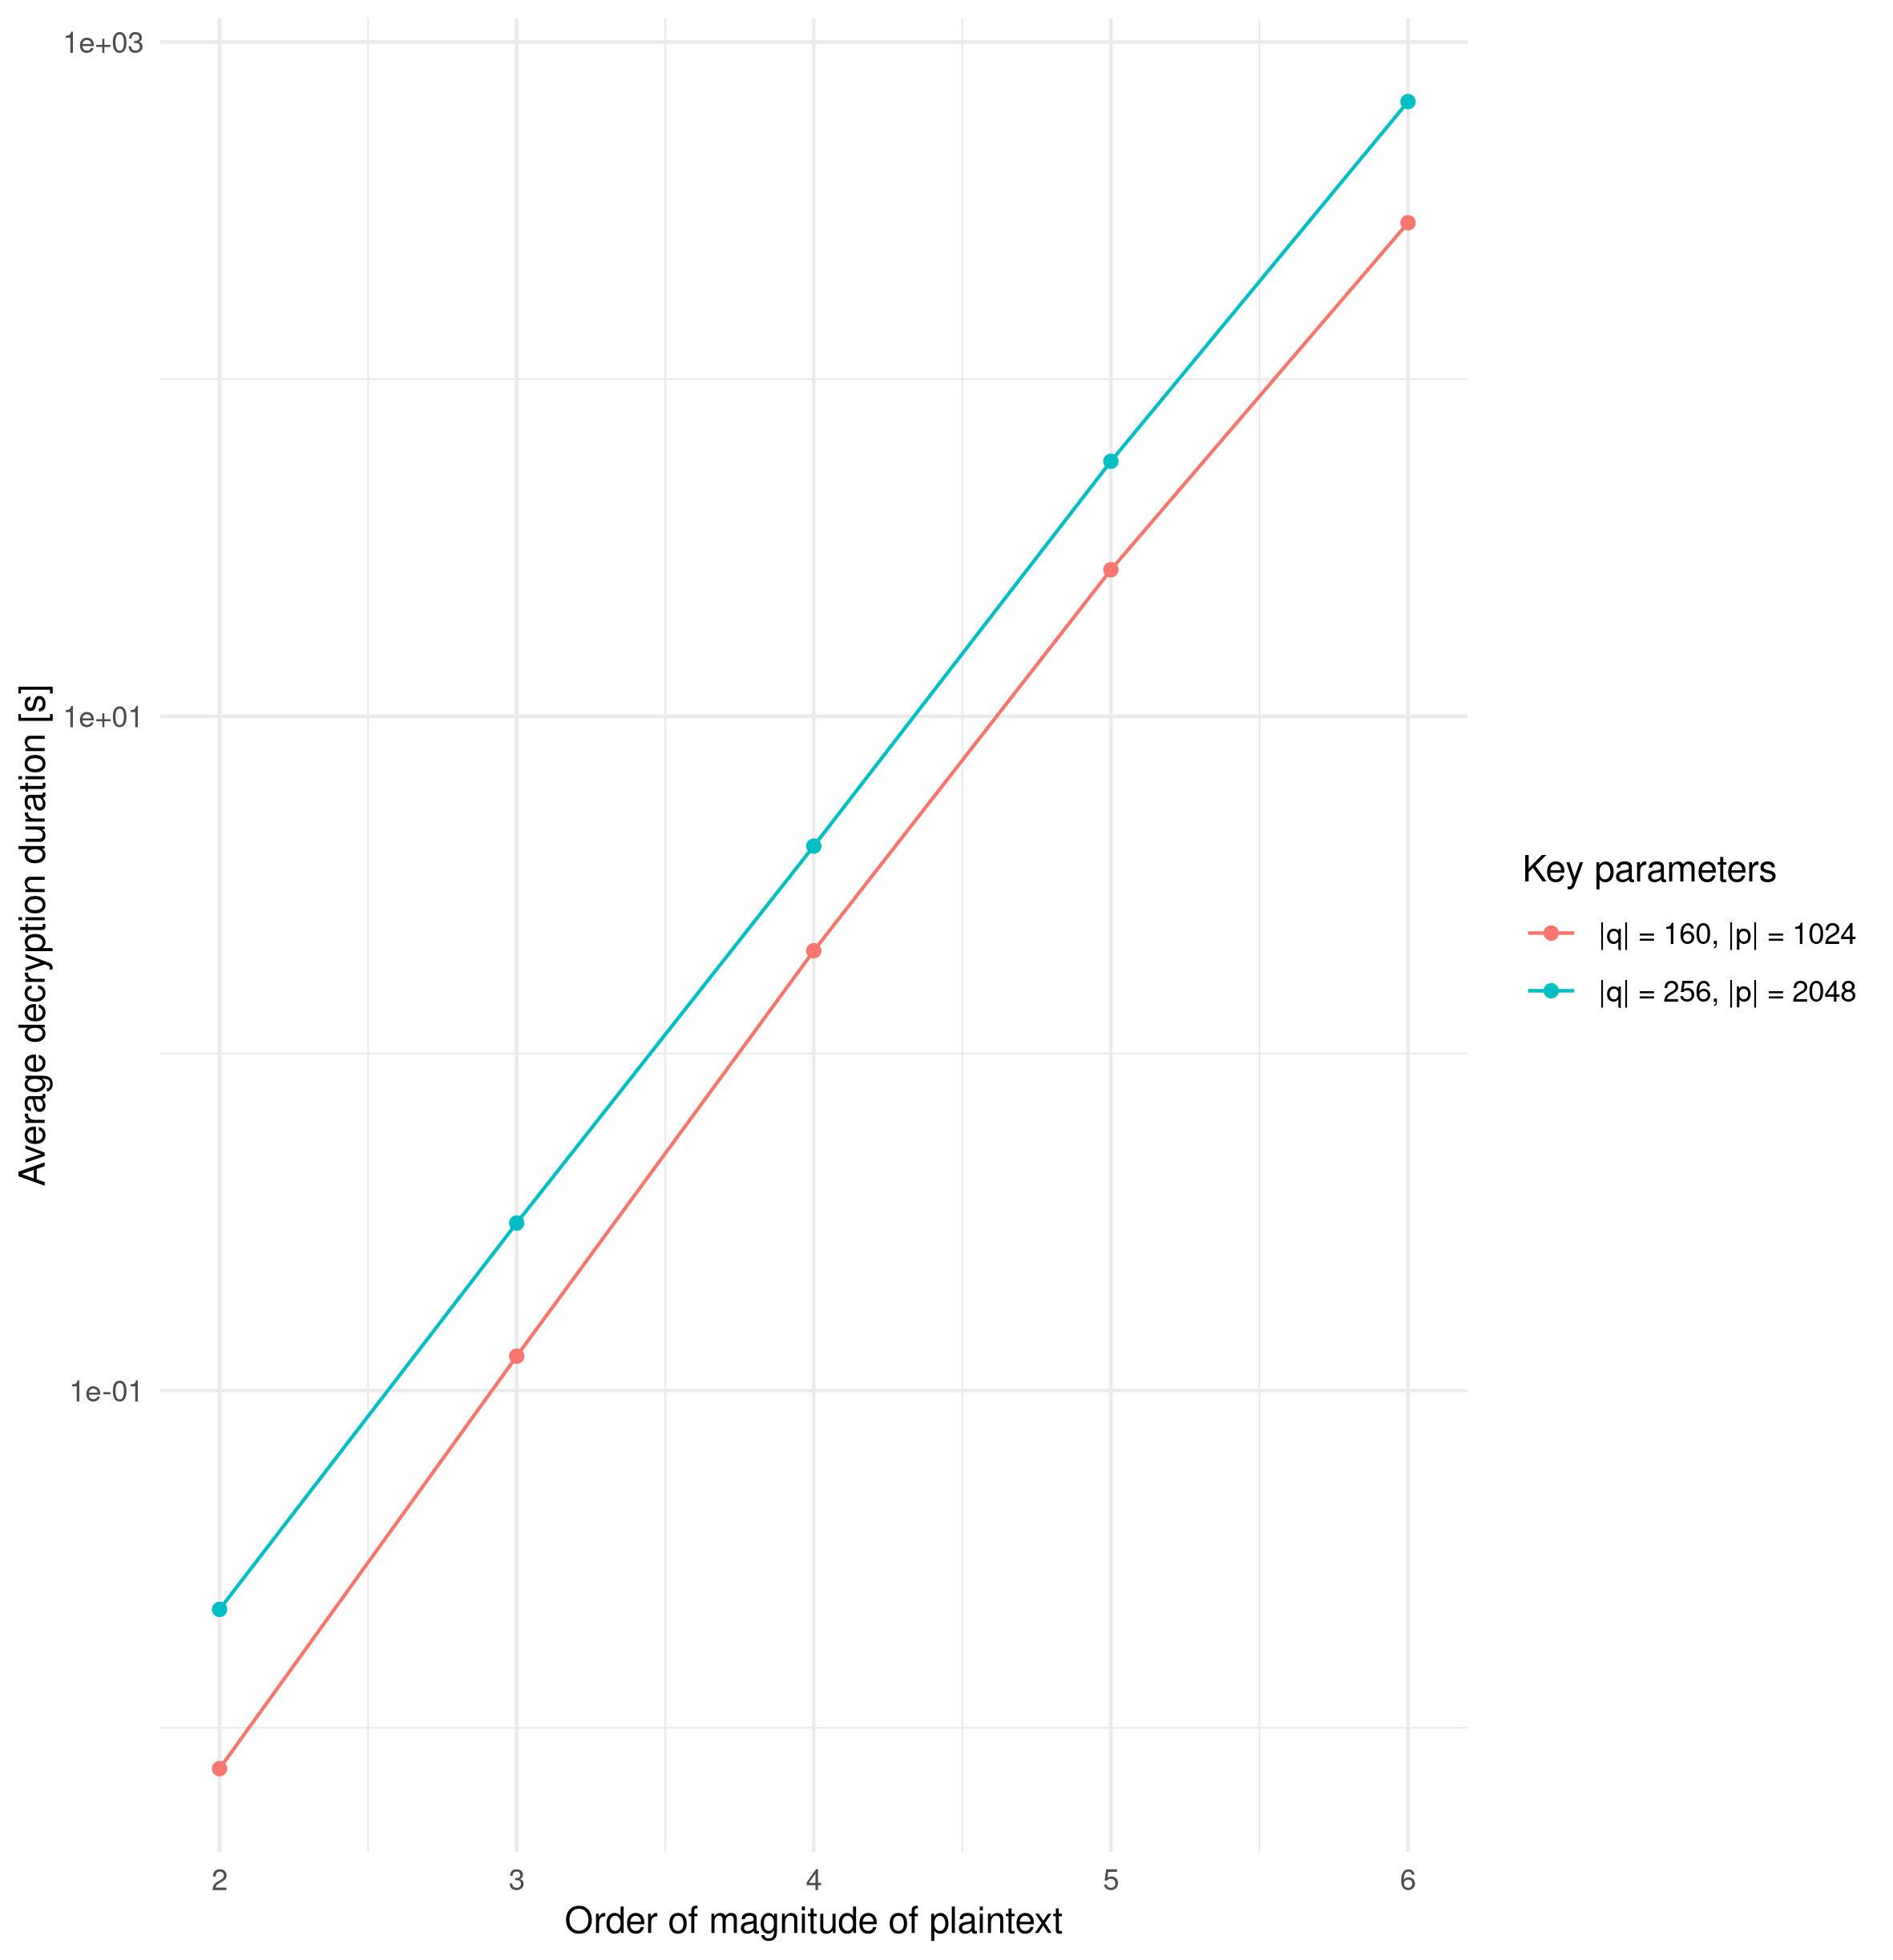 1e+03
1e+01
1e-01
Average decryption duration [s]
2 3 4 5 6
Order of magnitude of plaintext
Key parameters
|q| = 160, |p| = 1024
|q| = 256, |p| = 2048